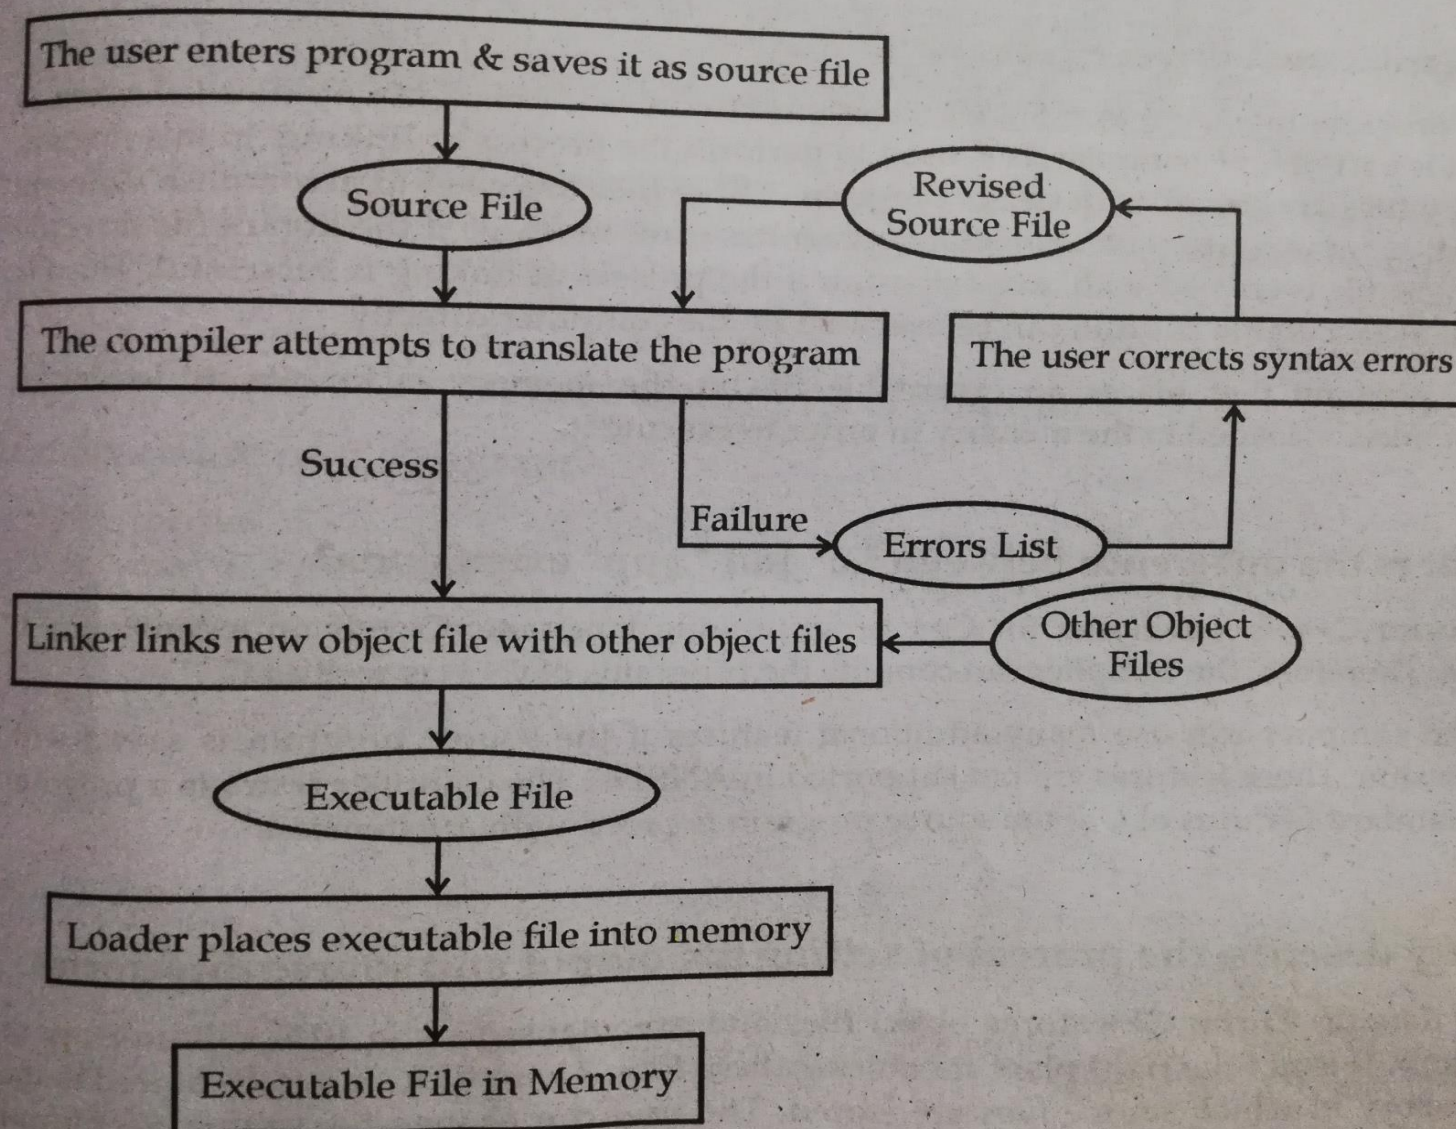 The user enters program & saves it as source file
Source File
Revised
Source File
The compiler attempts to translate the program
The user corrects syntax errors
Success
Failure
Errors List
Linker links new object file with other object files
Other Object
Files
Executable File
Loader places executable file into memory
Executable File in Memory